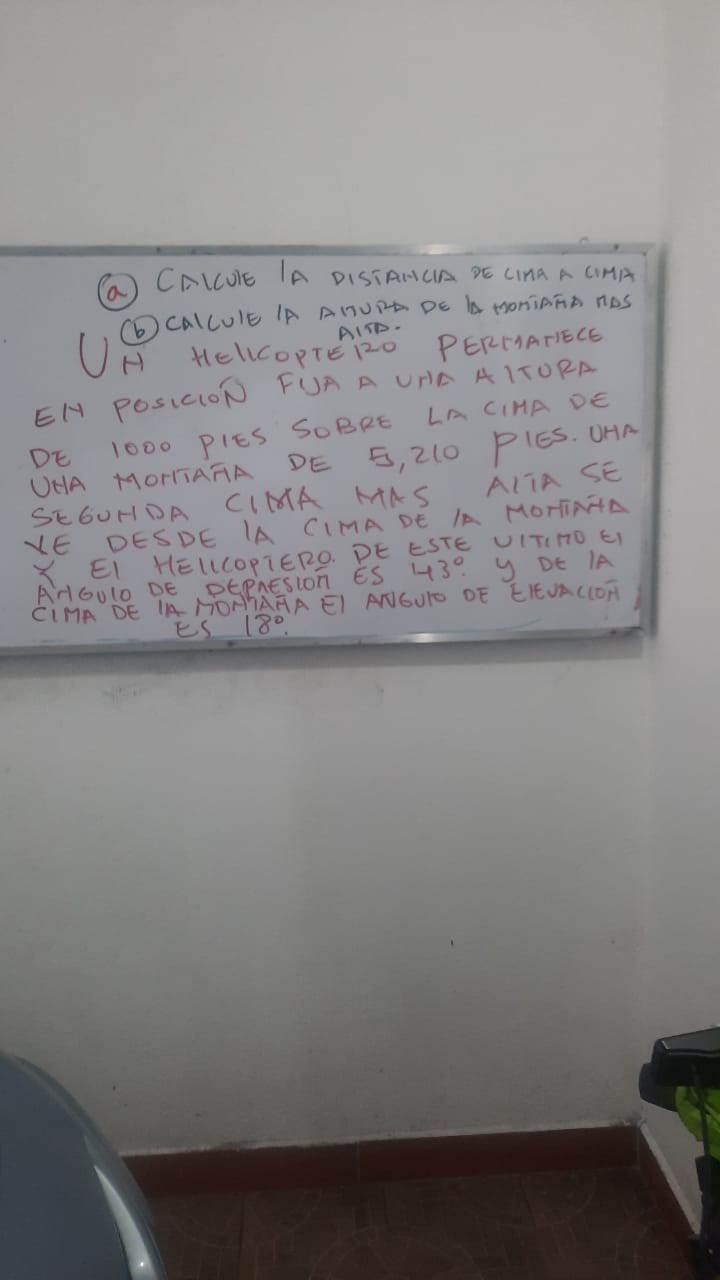 a CALCULE LA DISTANCIA DE CIMA A CIMA
b CALCULE LA ALTURA DE LA MONTAÑA MAS
ALTA.
UN HELICOPTERO PERMANECE
EN POSICIOÑ FIJA A UNA ALTURA
DE 1000 PIES SOBRE LA CIMA DE
UNA MONTAÑA DE 5,210 PIES. UNA
SEGUNDA CIMA MAS ALTA SE
VE DESDE LA CIMA DE LA MONTAÑA
Y El HELICOPTERO. DE ESTE ULTIMO El
ANGULO DE DEPRESIOÑ ES 43° Y DE LA
CIMA DE LA MONTAÑA El ANGULO DE ElEVACCIOÑ
ES 18°.